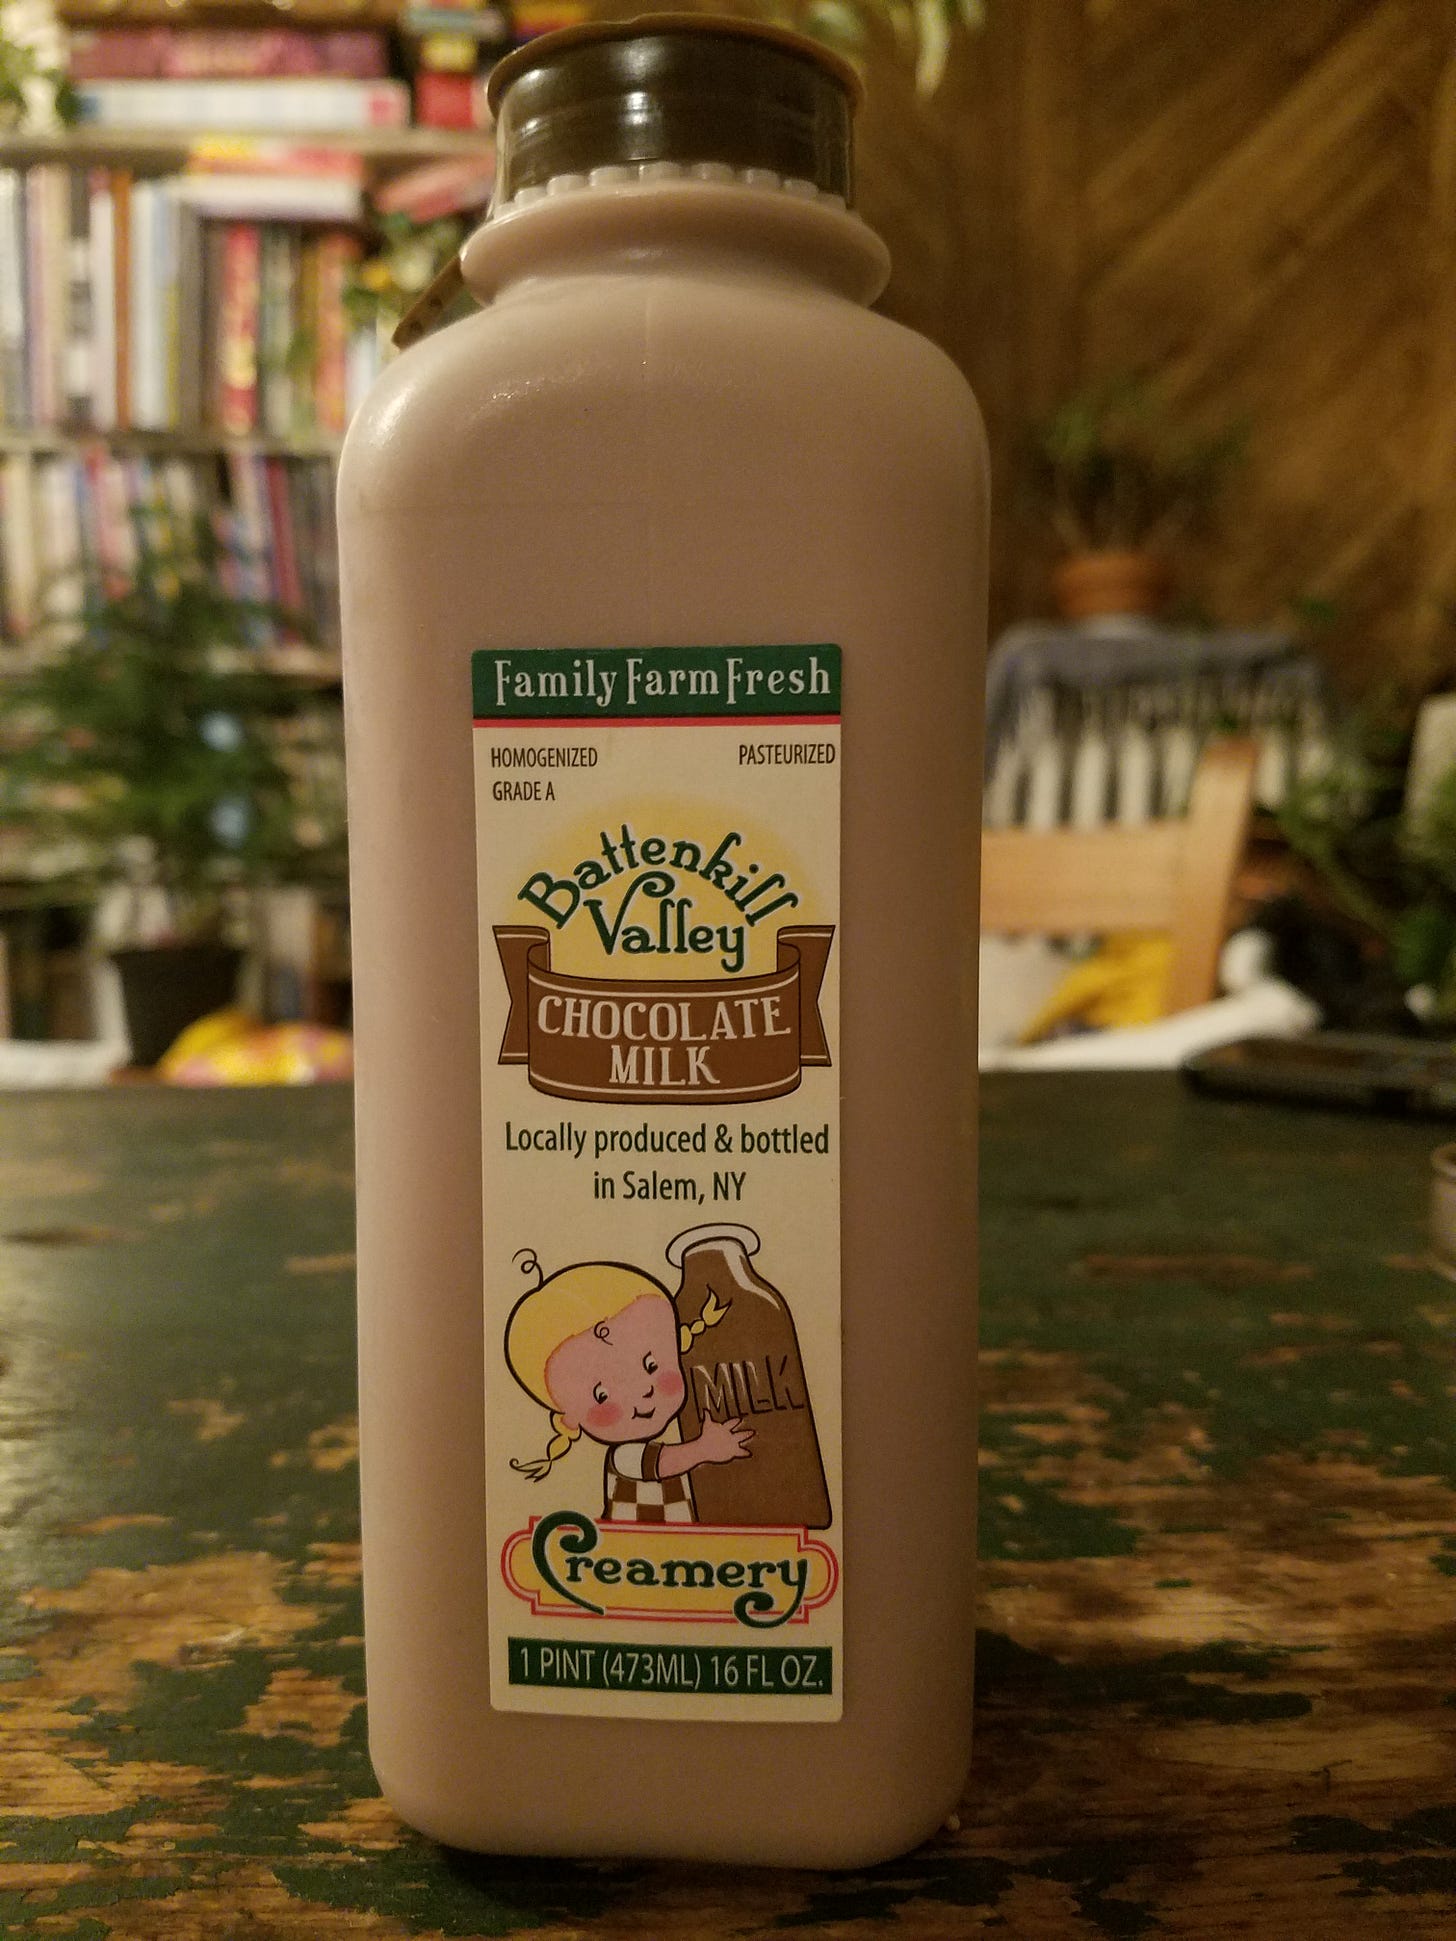 Family Farm Fresh
HOMOGENIZED PASTEURIZED
GRADE A
Battenkill
Valley
CHOCOLATE
MILK
Locally produced & bottled
in Salem, NY
MILK
Creamery
1 PINT (473ML) 16 FL OZ.